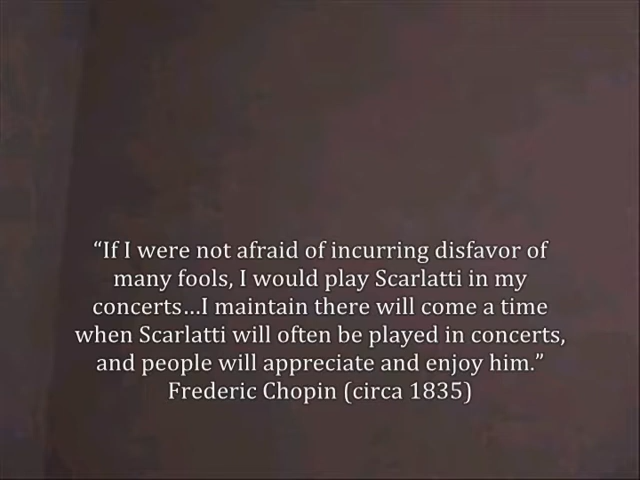 “If I were not afraid of incurring disfavor of
many fools, I would play Scarlatti in my
concerts...I maintain there will come a time
when Scarlatti will often be played in concerts,
and people will appreciate and enjoy him.”
Frederic Chopin (circa 1835)